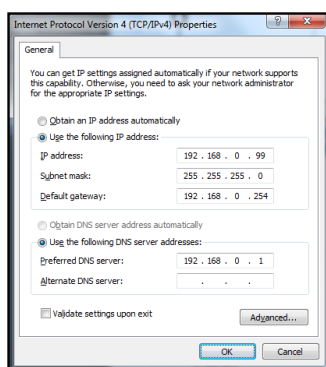 Internet Protocol Version 4 (TCP/IPv4) Properties
General
You can get IP settings assigned automatically if your network supports
this capability. Otherwise, you need to ask your network administrator
for the appropriate IP settings.
Obtain an IP address automatically
Use the following IP address:
IP address: 192 . 168 . 0 . 99
Subnet mask: 255 . 255 . 255 . 0
Default gateway: 192 . 168 . 0 . 254
Obtain DNS server address automatically
Use the following DNS server addresses:
Preferred DNS server: 192 . 168 . 0 . 1
Alternate DNS server: . . .
Validate settings upon exit
Advanced...
OK Cancel